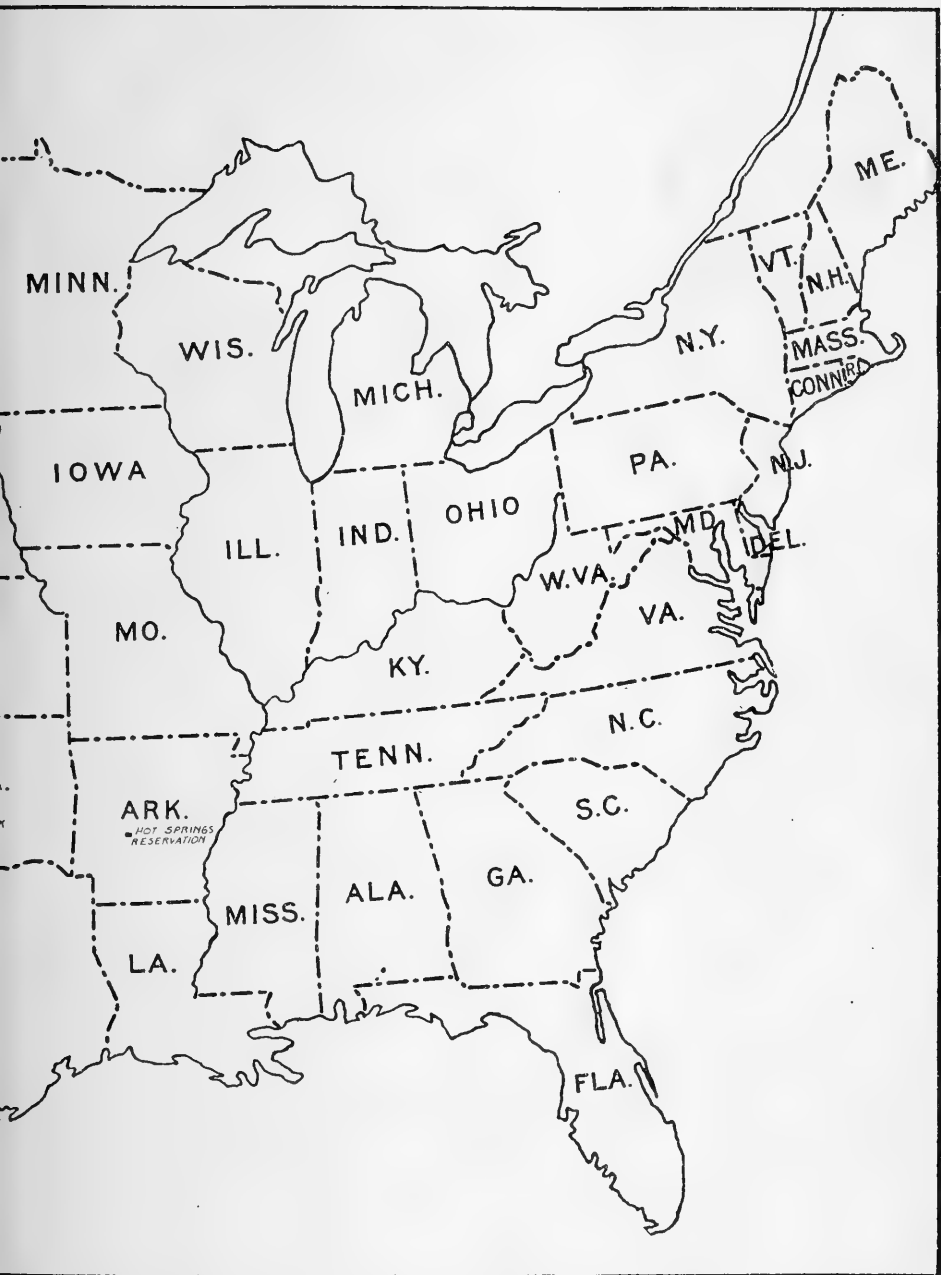 ME.
VT.
N.H.
MINN.
WIS.
N.Y.
MASS.
MICH.
CONN.
R.I.
IOWA
PA.
N.J.
OHIO
IND.
ILL.
MD.
DEL.
W.VA.
VA.
MO.
KY.
N.C.
TENN.
S.C.
ARK.
HOT SPRINGS
RESERVATION
GA.
ALA.
MISS.
LA.
FLA.